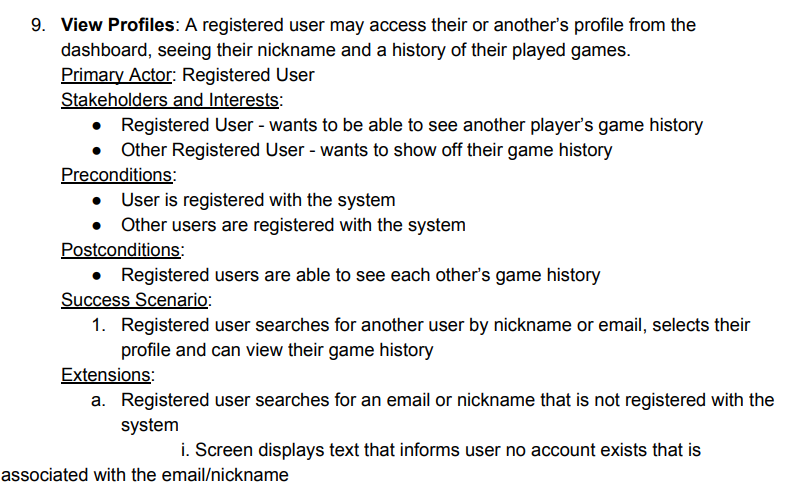 9. View Profiles: A registered user may access their or another’s profile from the
dashboard, seeing their nickname and a history of their played games.
Primary Actor: Registered User
Stakeholders and Interests:
● Registered User - wants to be able to see another player’s game history
● Other Registered User - wants to show off their game history
Preconditions:
● User is registered with the system
● Other users are registered with the system
Postconditions:
● Registered users are able to see each other’s game history
Success Scenario:
1. Registered user searches for another user by nickname or email, selects their
profile and can view their game history
Extensions:
a. Registered user searches for an email or nickname that is not registered with the
system
i. Screen displays text that informs user no account exists that is
associated with the email/nickname